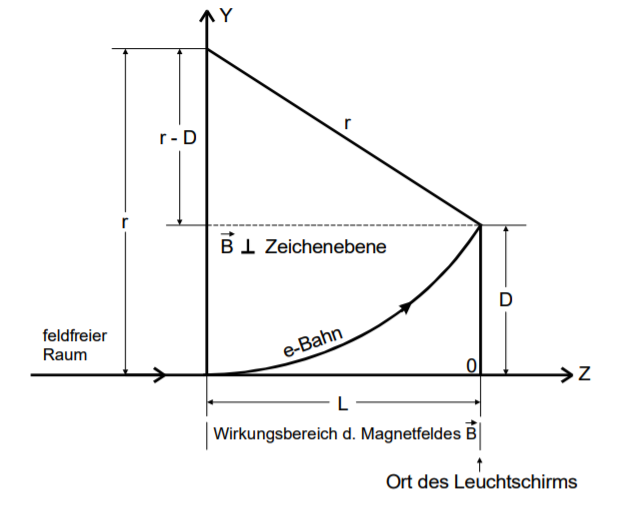 Y
r
r - D
r
B ⊥ Zeichenebene
D
e-Bahn
feldfreier
Raum
0
Z
L
Wirkungsbereich d. Magnetfeldes B
Ort des Leuchtschirms